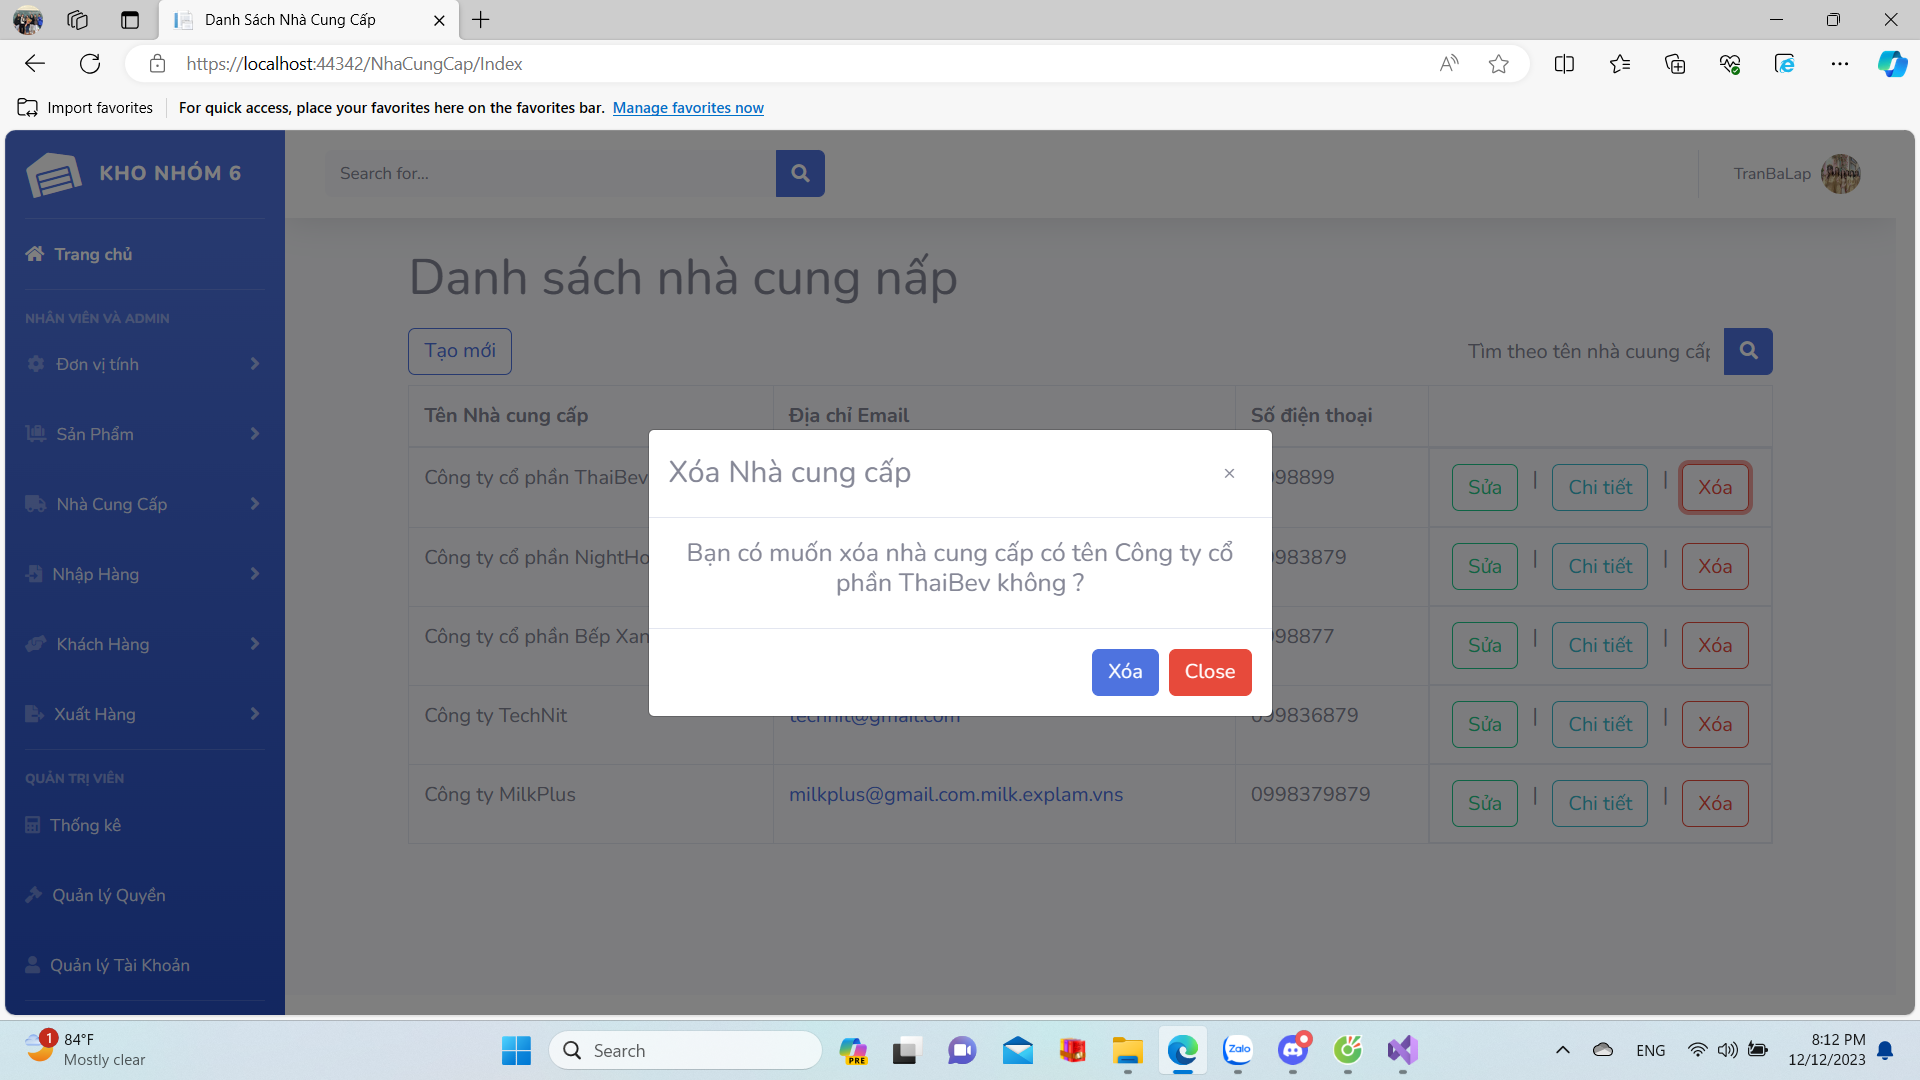 Danh Sách Nhà Cung Cấp
https://localhost:44342/NhaCungCap/Index
Import favorites
For quick access, place your favorites here on the favorites bar. Manage favorites now
KHO NHÓM 6
Search for...
TranBaLap
Trang chủ
NHÂN VIÊN VÀ ADMIN
Đơn vị tính
Sản Phẩm
Nhà Cung Cấp
Nhập Hàng
Khách Hàng
Xuất Hàng
QUẢN TRỊ VIÊN
Thống kê
Quản lý Quyền
Quản lý Tài Khoản
Danh sách nhà cung nấp
Tạo mới
Tìm theo tên nhà cuung cấp
Tên Nhà cung cấp Địa chỉ Email Số điện thoại
Công ty cổ phần ThaiBev 98899 Sửa | Chi tiết | Xóa
Công ty cổ phần NightHo 983879 Sửa | Chi tiết | Xóa
Công ty cổ phần Bếp Xan 98877 Sửa | Chi tiết | Xóa
Công ty TechNit technit@gmail.com 099836879 Sửa | Chi tiết | Xóa
Công ty MilkPlus milkplus@gmail.com.milk.explam.vns 0998379879 Sửa | Chi tiết | Xóa
Xóa Nhà cung cấp
×
Bạn có muốn xóa nhà cung cấp có tên Công ty cổ
phần ThaiBev không ?
Xóa Close
1
84°F
Mostly clear
Search
PRE
Zalo
ENG
8:12 PM
12/12/2023